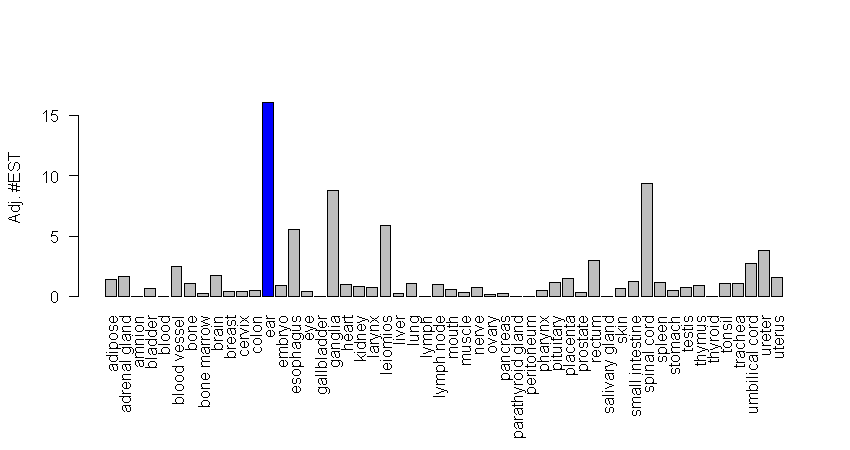 Adj. #EST
15
10
5
0
adipose
adrenal gland
amnion
bladder
blood
blood vessel
bone
bone marrow
brain
breast
cervix
colon
ear
embryo
esophagus
eye
gallbladder
ganglia
heart
kidney
larynx
leiomios
liver
lung
lymph
lymph node
mouth
muscle
nerve
ovary
pancreas
parathyroid gland
peritoneum
pharynx
pituitary
placenta
prostate
rectum
salivary gland
skin
small intestine
spinal cord
spleen
stomach
testis
thymus
thyroid
tonsil
trachea
umbilical cord
ureter
uterus